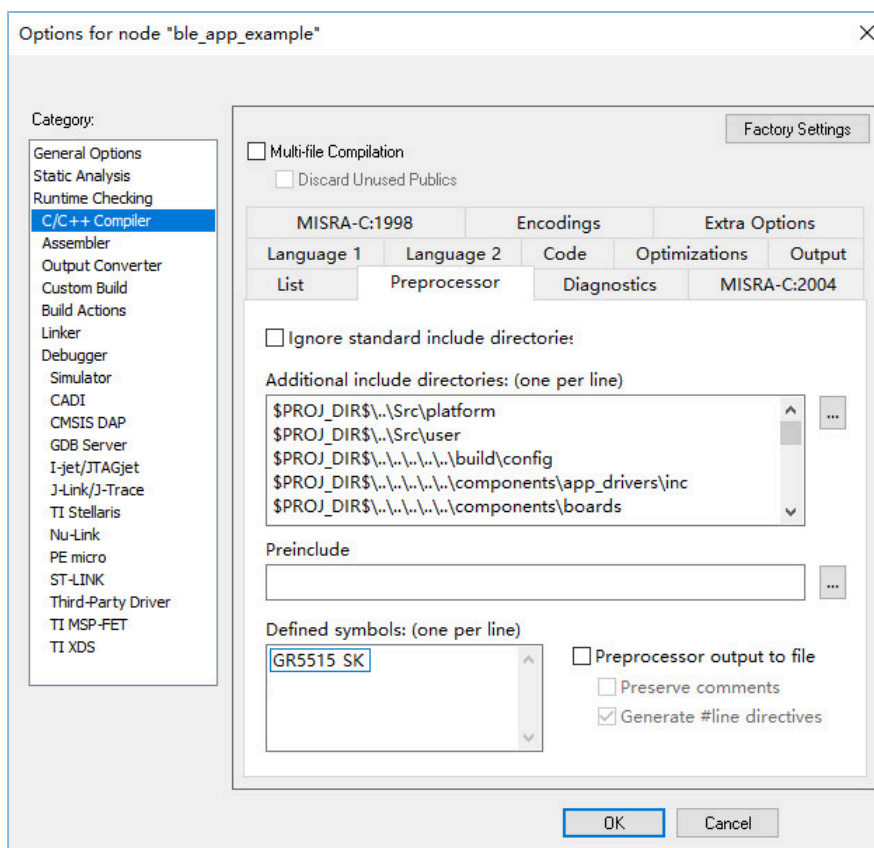 Options for node "ble_app_example"
Category:
General Options
Static Analysis
Runtime Checking
C/C++ Compiler
Assembler
Output Converter
Custom Build
Build Actions
Linker
Debugger
Simulator
CADI
CMSIS DAP
GDB Server
I-jet/JTAGjet
J-Link/J-Trace
TI Stellaris
Nu-Link
PE micro
ST-LINK
Third-Party Driver
TI MSP-FET
TI XDS
Factory Settings
Multi-file Compilation
Discard Unused Publics
MISRA-C:1998 Encodings Extra Options
Language 1 Language 2 Code Optimizations Output
List Preprocessor Diagnostics MISRA-C:2004
Ignore standard include directories
Additional include directories: (one per line)
$PROJ_DIR$\..\Src\platform
$PROJ_DIR$\..\Src\user
$PROJ_DIR$\..\..\..\..\..\build\config
$PROJ_DIR$\..\..\..\..\..\components\app_drivers\inc
$PROJ_DIR$\..\..\..\..\..\components\boards
...
Preinclude
...
Defined symbols: (one per line)
GR5515 SK
Preprocessor output to file
Preserve comments
Generate #line directives
OK Cancel